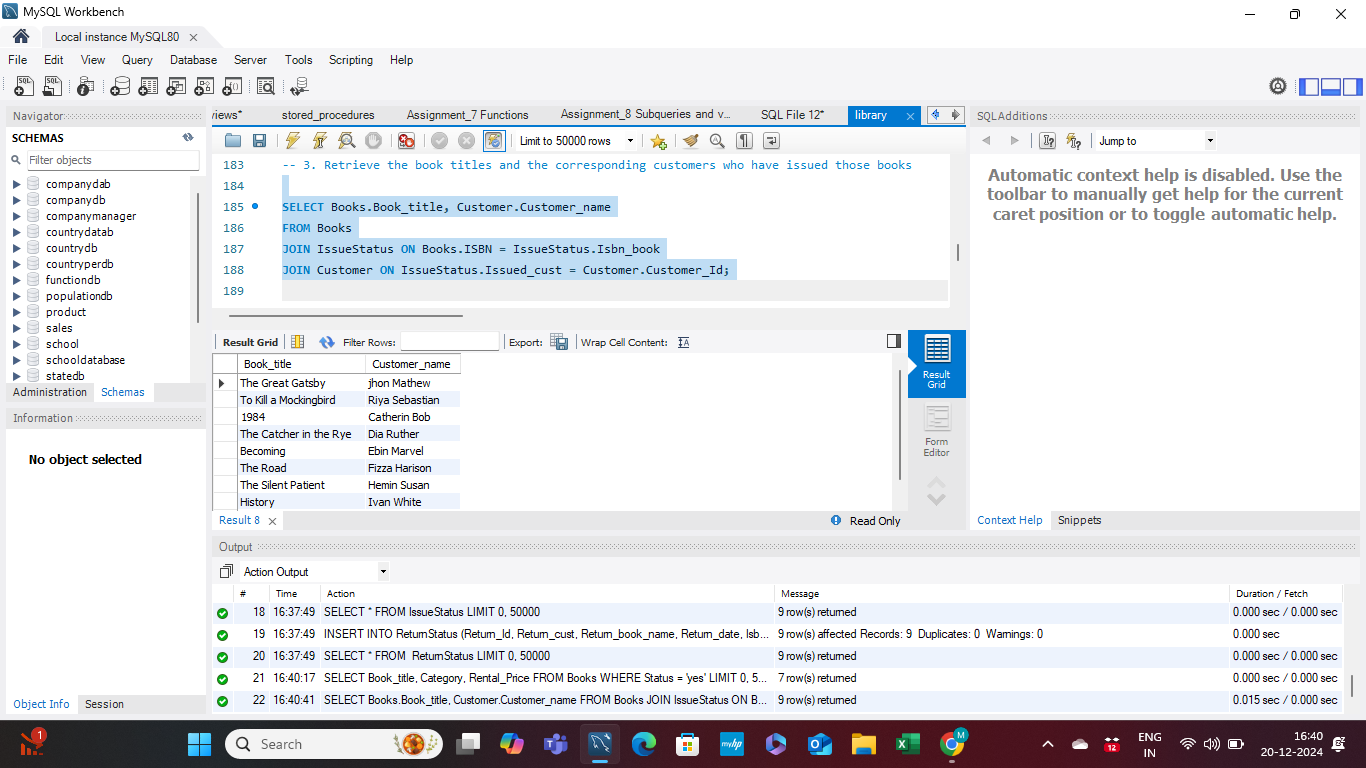 MySQL Workbench
Local instance MySQL80
File Edit View Query Database Server Tools Scripting Help
Navigator
SCHEMAS
Filter objects
companydab
companydb
companymanager
countrydatab
countrydb
countryperdb
functiondb
populationdb
product
sales
school
schooldatabase
statedb
Administration Schemas
Information
No object selected
Object Info Session
views* stored_procedures Assignment_7 Functions Assignment_8 Subqueries and v... SQL File 12* library
Limit to 50000 rows
183 -- 3. Retrieve the book titles and the corresponding customers who have issued those books
184
185 SELECT Books.Book_title, Customer.Customer_name
186 FROM Books
187 JOIN IssueStatus ON Books.ISBN = IssueStatus.Isbn_book
188 JOIN Customer ON IssueStatus.Issued_cust = Customer.Customer_Id;
189
Result Grid Filter Rows: Export: Wrap Cell Content:
Book_title Customer_name
The Great Gatsby jhon Mathew
To Kill a Mockingbird Riya Sebastian
1984 Catherin Bob
The Catcher in the Rye Dia Ruther
Becoming Ebin Marvel
The Road Fizza Harison
The Silent Patient Hemin Susan
History Ivan White
Result Grid
Form Editor
Result 8 Read Only
SQLAdditions
Jump to
Automatic context help is disabled. Use the
toolbar to manually get help for the current
caret position or to toggle automatic help.
Context Help Snippets
Output
Action Output
# Time Action Message Duration / Fetch
18 16:37:49 SELECT * FROM IssueStatus LIMIT 0, 50000 9 row(s) returned 0.000 sec / 0.000 sec
19 16:37:49 INSERT INTO ReturnStatus (Return_Id, Return_cust, Return_book_name, Return_date, Isb... 9 row(s) affected Records: 9 Duplicates: 0 Warnings: 0 0.000 sec
20 16:37:49 SELECT * FROM ReturnStatus LIMIT 0, 50000 9 row(s) returned 0.000 sec / 0.000 sec
21 16:40:17 SELECT Book_title, Category, Rental_Price FROM Books WHERE Status = 'yes' LIMIT 0, 5... 7 row(s) returned 0.000 sec / 0.000 sec
22 16:40:41 SELECT Books.Book_title, Customer.Customer_name FROM Books JOIN IssueStatus ON B... 9 row(s) returned 0.015 sec / 0.000 sec
1
Search
myhp
M
12
ENG
IN
16:40
20-12-2024